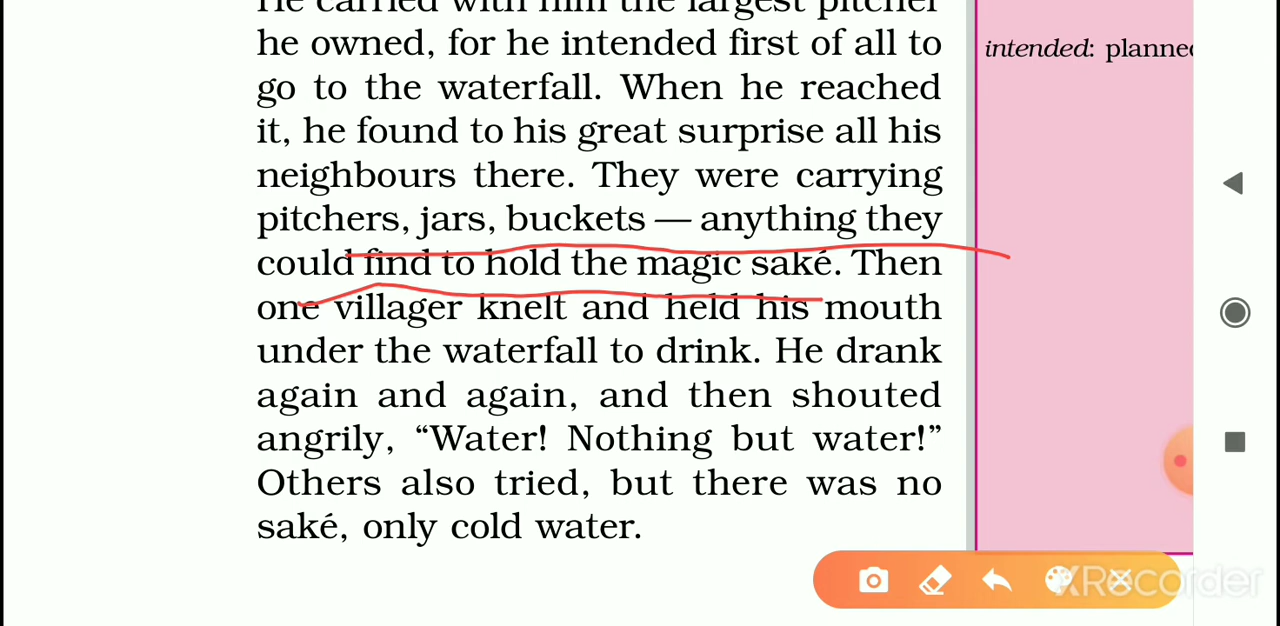 He carried with him the largest pitcher
he owned, for he intended first of all to
go to the waterfall. When he reached
it, he found to his great surprise all his
neighbours there. They were carrying
pitchers, jars, buckets — anything they
could find to hold the magic saké. Then
one villager knelt and held his mouth
under the waterfall to drink. He drank
again and again, and then shouted
angrily, “Water! Nothing but water!”
Others also tried, but there was no
saké, only cold water.
intended: planned
XRecorder